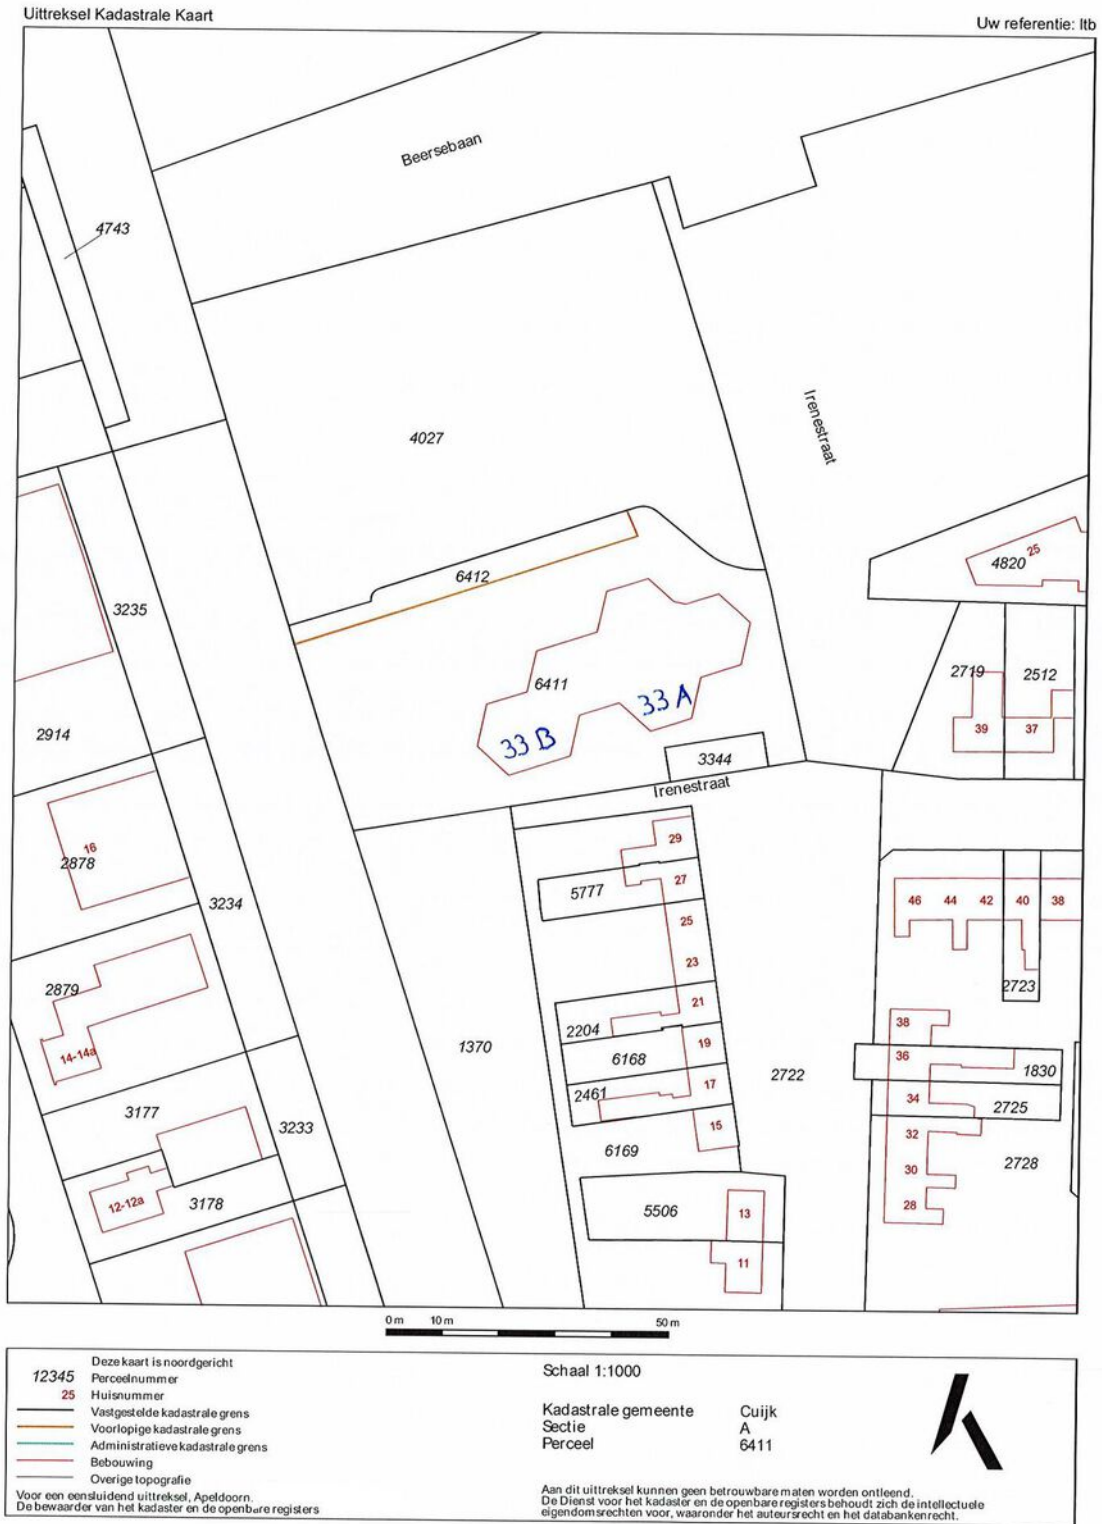 Uittreksel Kadastrale Kaart
Uw referentie: ltb
Beersebaan
4743
4027
Irenestraat
6412
25
4820
3235
2719
2512
6411
33 A
33 B
39
37
2914
3344
Irenestraat
16
2878
29
27
5777
25
23
21
2204
19
6168
17
2461
15
6169
5506
13
11
46
44
42
40
38
2723
38
36
1830
34
2725
32
30
2728
28
3234
2879
14-14a
1370
2722
3177
3233
12-12a
3178
0 m 10 m 50 m
Deze kaart is noordgericht
12345 Perceelnummer
25 Huisnummer
Vastgestelde kadastrale grens
Voorlopige kadastrale grens
Administratieve kadastrale grens
Bebouwing
Overige topografie
Voor een eensluidend uittreksel, Apeldoorn.
De bewaarder van het kadaster en de openbare registers
Schaal 1:1000
Kadastrale gemeente Cuijk
Sectie A
Perceel 6411
Aan dit uittreksel kunnen geen betrouwbare maten worden ontleend.
De Dienst voor het kadaster en de openbare registers behoudt zich de intellectuele
eigendomsrechten voor, waaronder het auteursrecht en het databankenrecht.